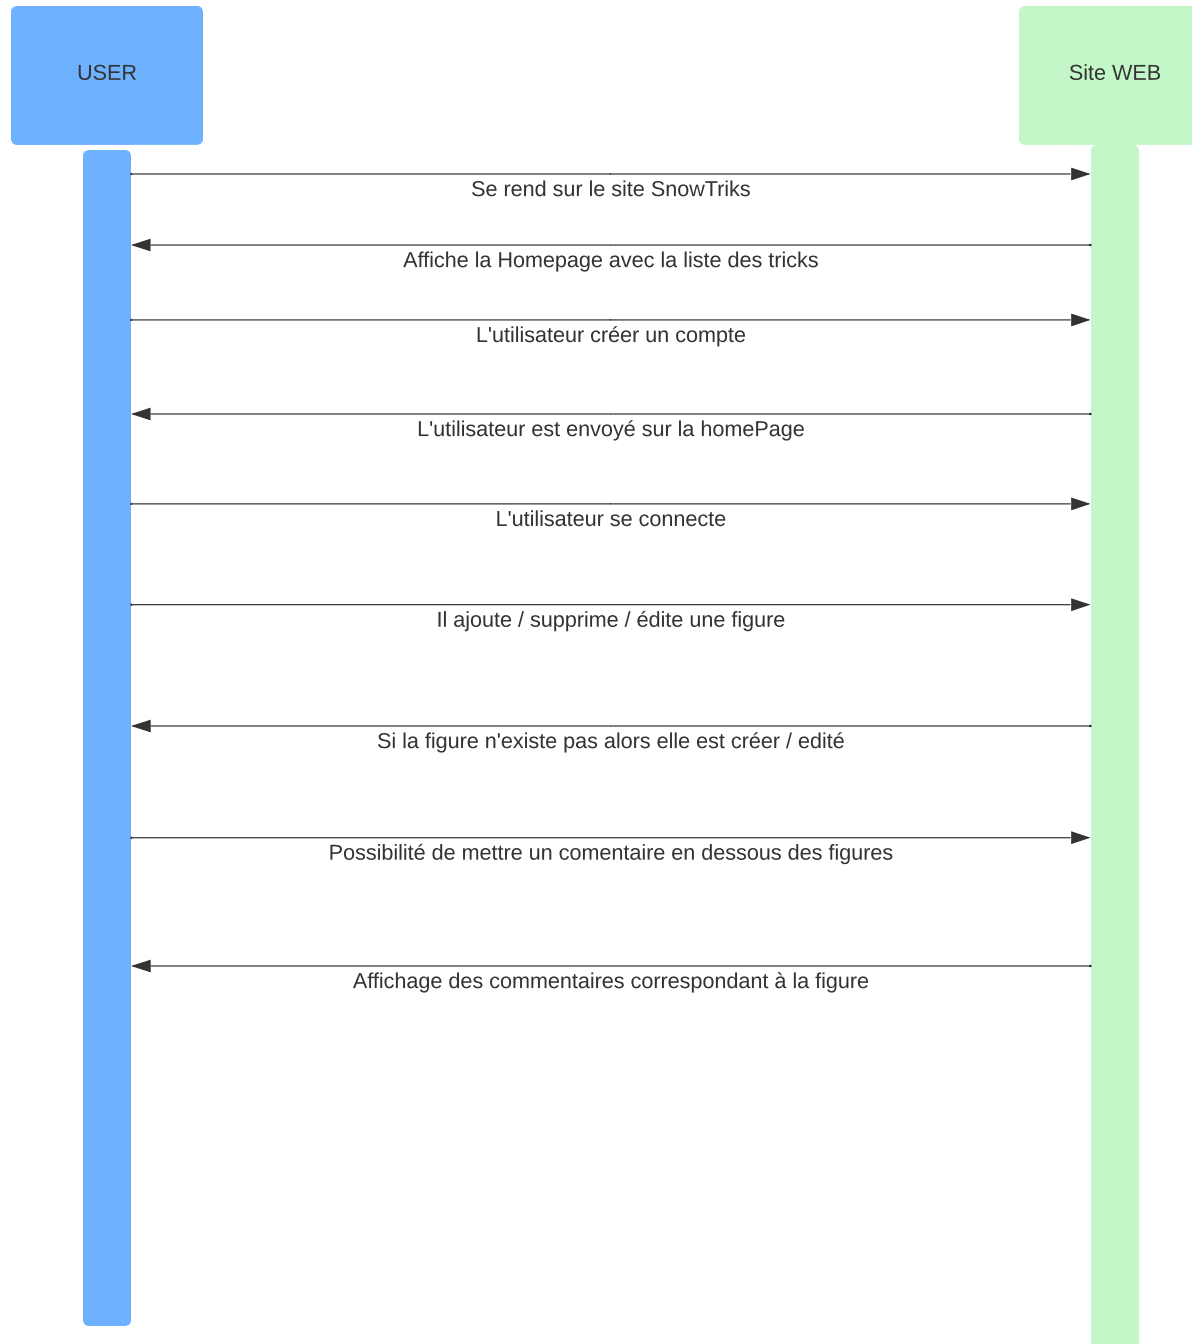 USER
Site WEB
Se rend sur le site SnowTriks
Affiche la Homepage avec la liste des tricks
L'utilisateur créer un compte
L'utilisateur est envoyé sur la homePage
L'utilisateur se connecte
Il ajoute / supprime / édite une figure
Si la figure n'existe pas alors elle est créer / edité
Possibilité de mettre un comentaire en dessous des figures
Affichage des commentaires correspondant à la figure